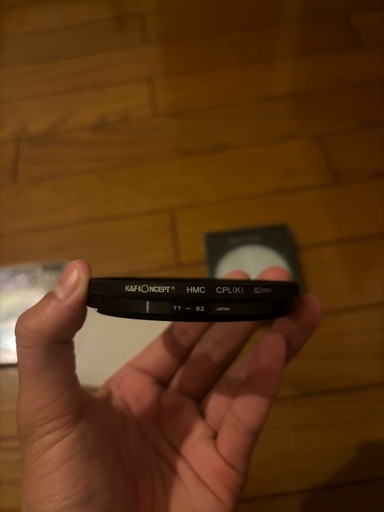 K&F CONCEPT® HMC CPL(K) 82mm
77 - 82 JAPAN